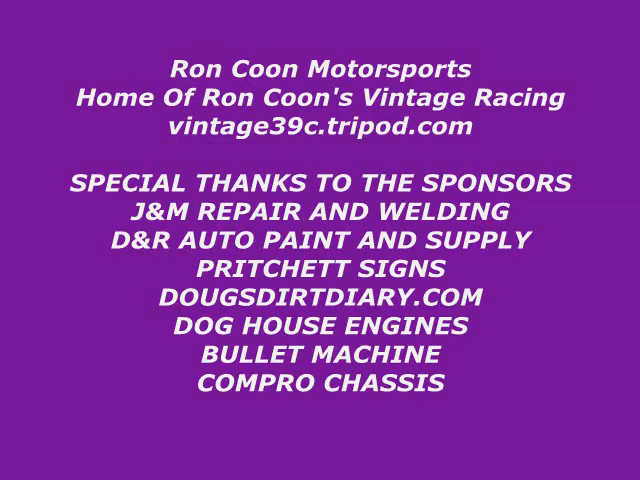 Ron Coon Motorsports
Home Of Ron Coon's Vintage Racing
vintage39c.tripod.com
SPECIAL THANKS TO THE SPONSORS
J&M REPAIR AND WELDING
D&R AUTO PAINT AND SUPPLY
PRITCHETT SIGNS
DOUGSDIRTDIARY.COM
DOG HOUSE ENGINES
BULLET MACHINE
COMPRO CHASSIS